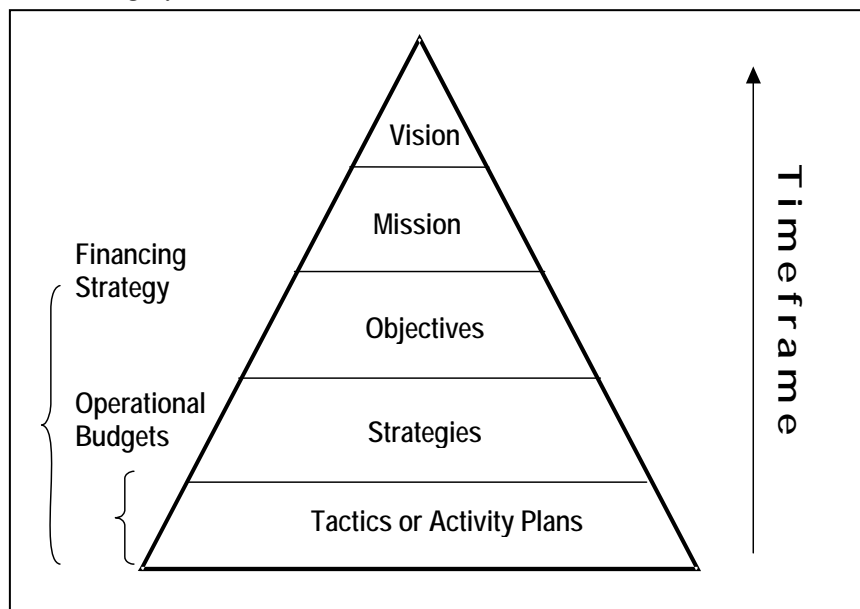 Vision
Mission
Financing
Strategy
Objectives
Operational
Budgets
Strategies
Tactics or Activity Plans
Timeframe